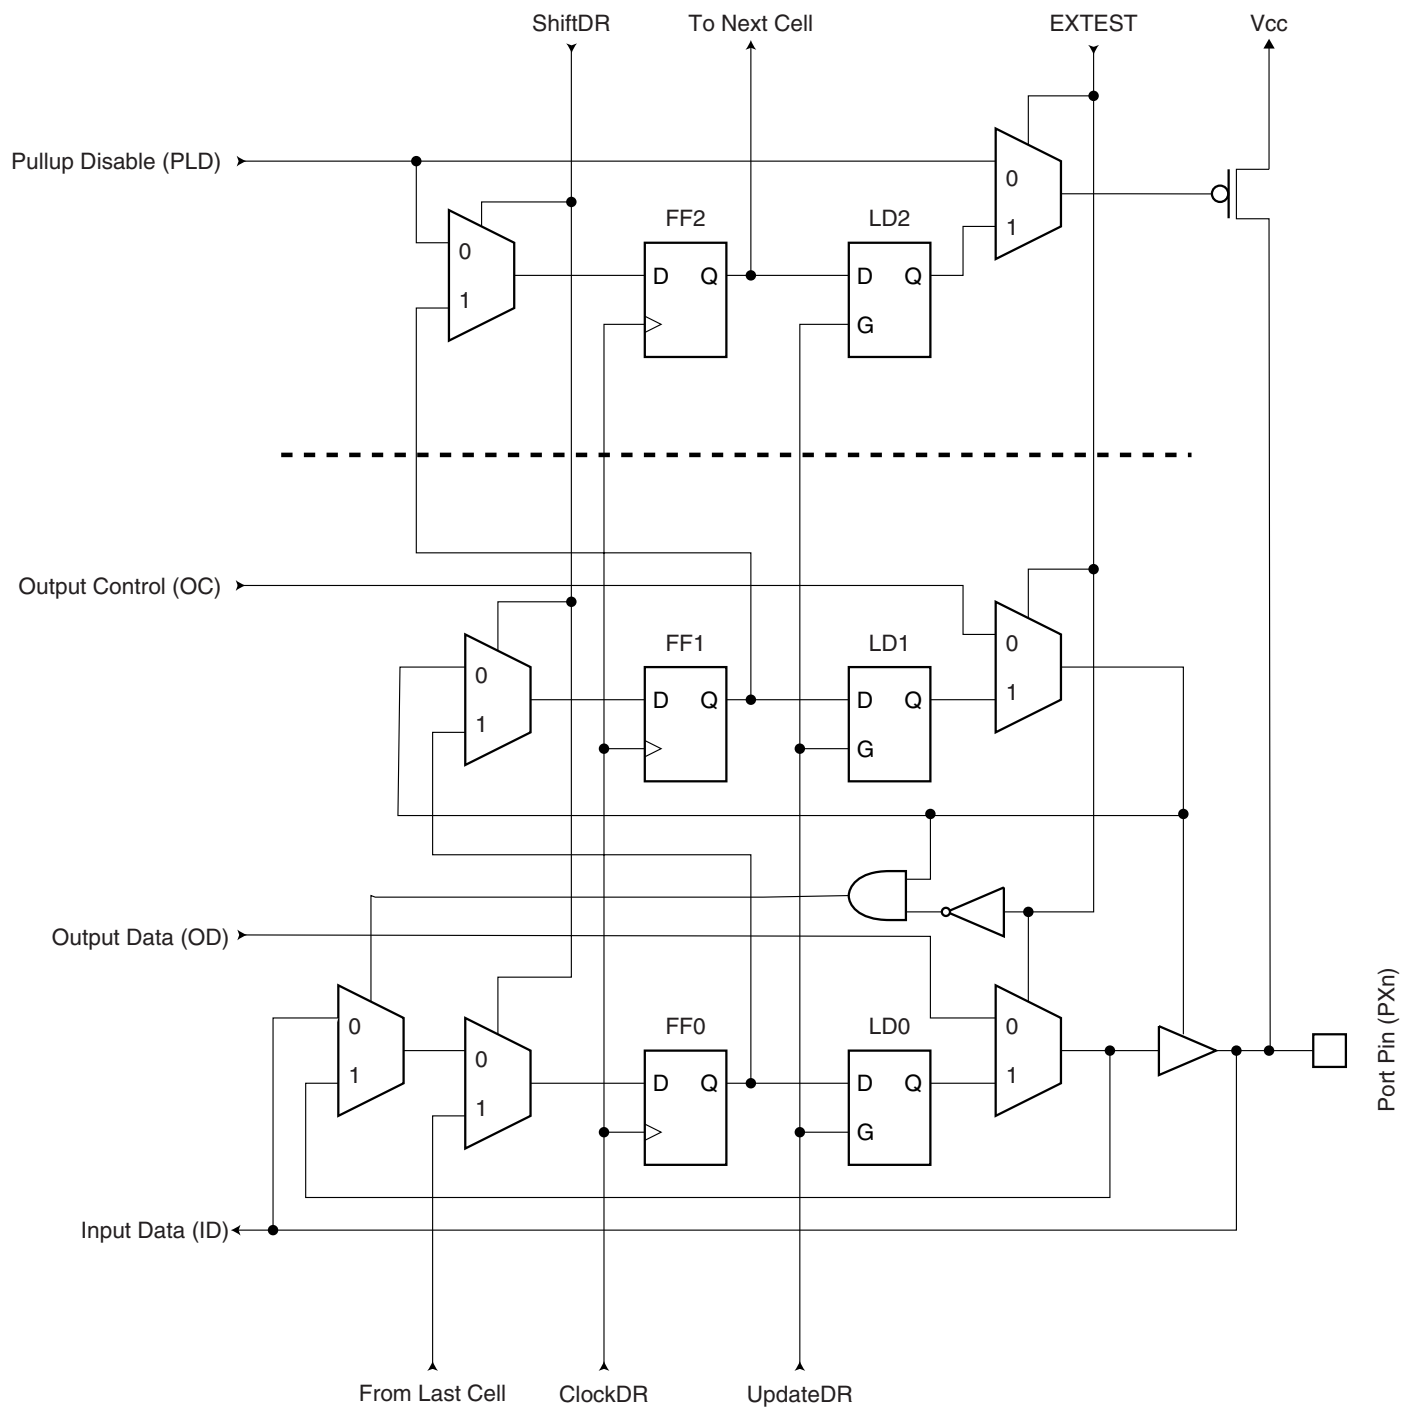 ShiftDR To Next Cell EXTEST Vcc
Pullup Disable (PLD)
0
1
FF2
D Q
LD2
D Q
G
0
1
Output Control (OC)
0
1
FF1
D Q
LD1
D Q
G
0
1
Output Data (OD)
0
1
0
1
FF0
D Q
LD0
D Q
G
0
1
Port Pin (PXn)
Input Data (ID)
From Last Cell ClockDR UpdateDR